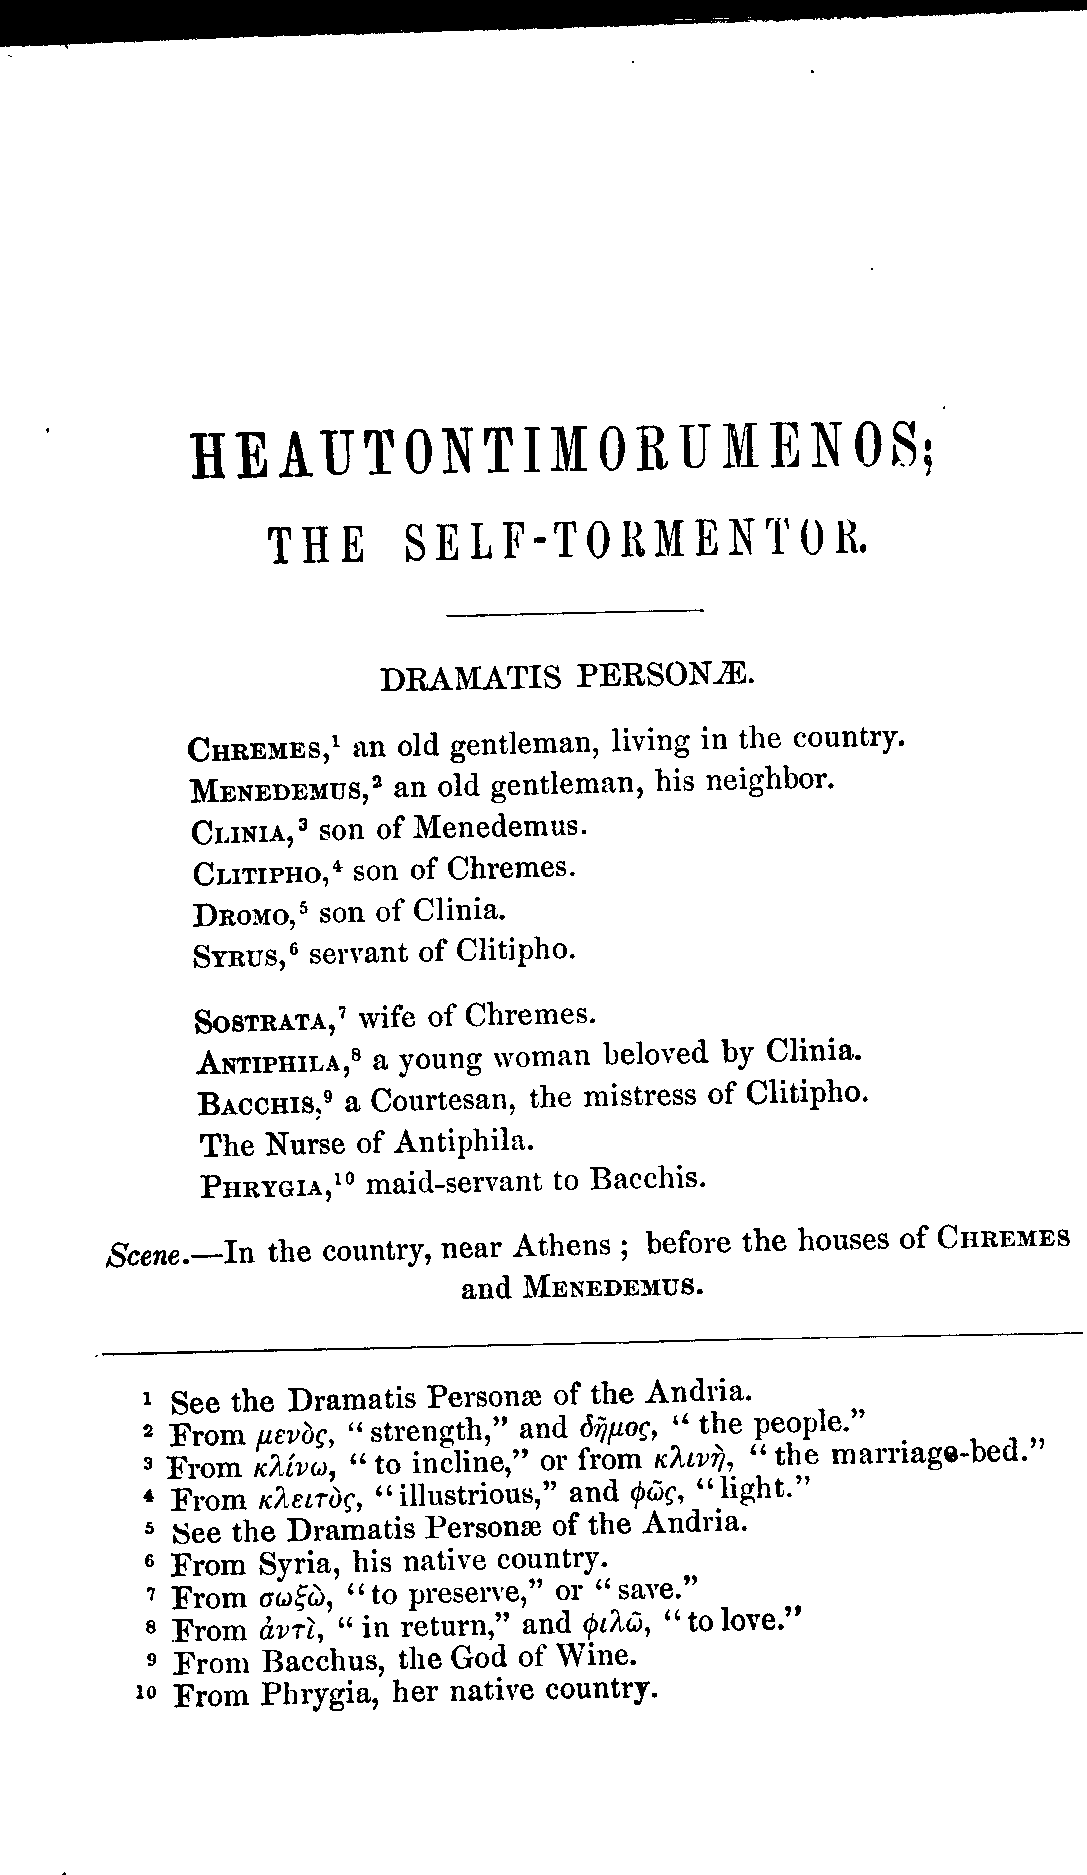 HEAUTONTIMORUMENOS;
THE SELF-TORMENTOR.
DRAMATIS PERSONÆ.
CHREMES,¹ an old gentleman, living in the country.
MENEDEMUS,² an old gentleman, his neighbor.
CLINIA,³ son of Menedemus.
CLITIPHO,⁴ son of Chremes.
DROMO,⁵ son of Clinia.
SYRUS,⁶ servant of Clitipho.
SOSTRATA,⁷ wife of Chremes.
ANTIPHILA,⁸ a young woman beloved by Clinia.
BACCHIS,⁹ a Courtesan, the mistress of Clitipho.
The Nurse of Antiphila.
PHRYGIA,¹⁰ maid-servant to Bacchis.
Scene.—In the country, near Athens; before the houses of CHREMES
and MENEDEMUS.
¹ See the Dramatis Personæ of the Andria.
² From μενὸς, “strength,” and δῆμος, “the people.”
³ From κλίνω, “to incline,” or from κλινὴ, “the marriage-bed.”
⁴ From κλειτὸς, “illustrious,” and φῶς, “light.”
⁵ See the Dramatis Personæ of the Andria.
⁶ From Syria, his native country.
⁷ From σωξὼ, “to preserve,” or “save.”
⁸ From ἀντὶ, “in return,” and φιλῶ, “to love.”
⁹ From Bacchus, the God of Wine.
¹⁰ From Phrygia, her native country.